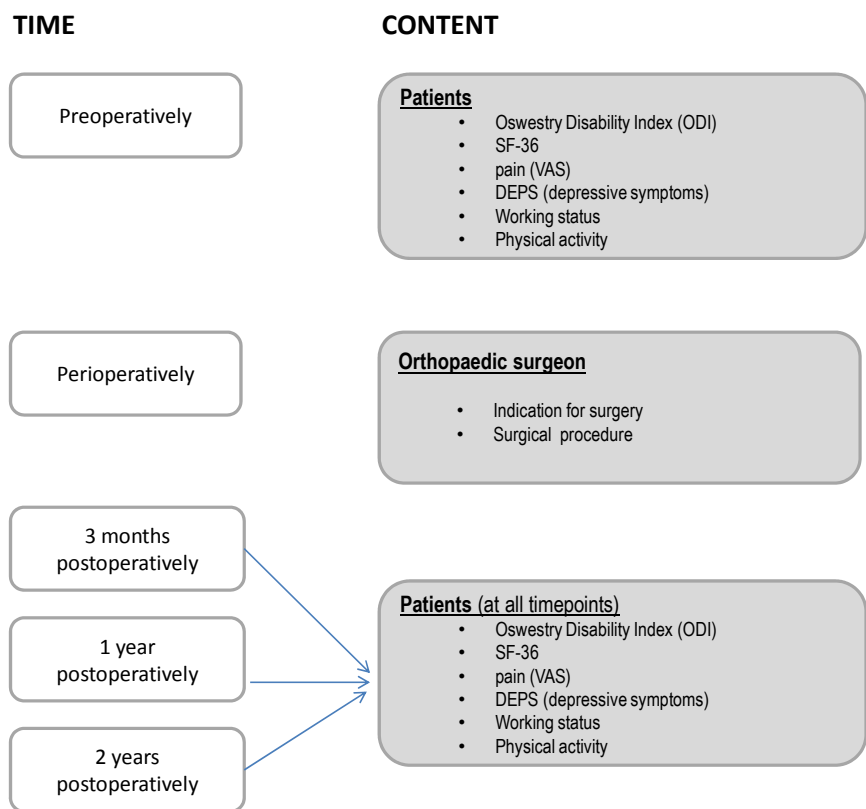 TIME
CONTENT
Preoperatively
Patients
• Oswestry Disability Index (ODI)
• SF-36
• pain (VAS)
• DEPS (depressive symptoms)
• Working status
• Physical activity
Perioperatively
Orthopaedic surgeon
• Indication for surgery
• Surgical procedure
3 months
postoperatively
1 year
postoperatively
2 years
postoperatively
Patients (at all timepoints)
• Oswestry Disability Index (ODI)
• SF-36
• pain (VAS)
• DEPS (depressive symptoms)
• Working status
• Physical activity